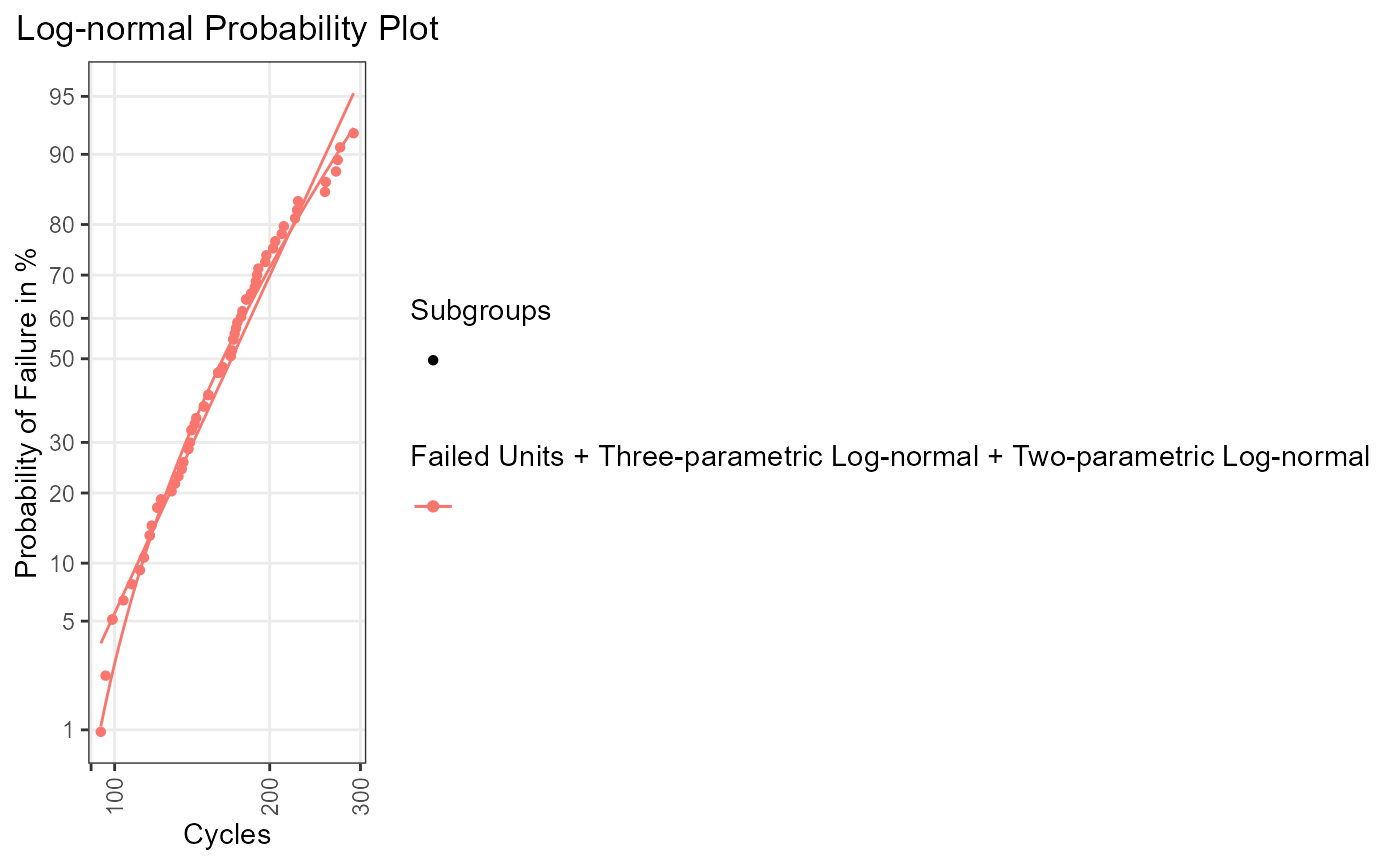 Log-normal Probability Plot
95
90
80
70
60
50
30
20
10
5
1
Probability of Failure in %
100
200
300
Cycles
Subgroups
Failed Units + Three-parametric Log-normal + Two-parametric Log-normal